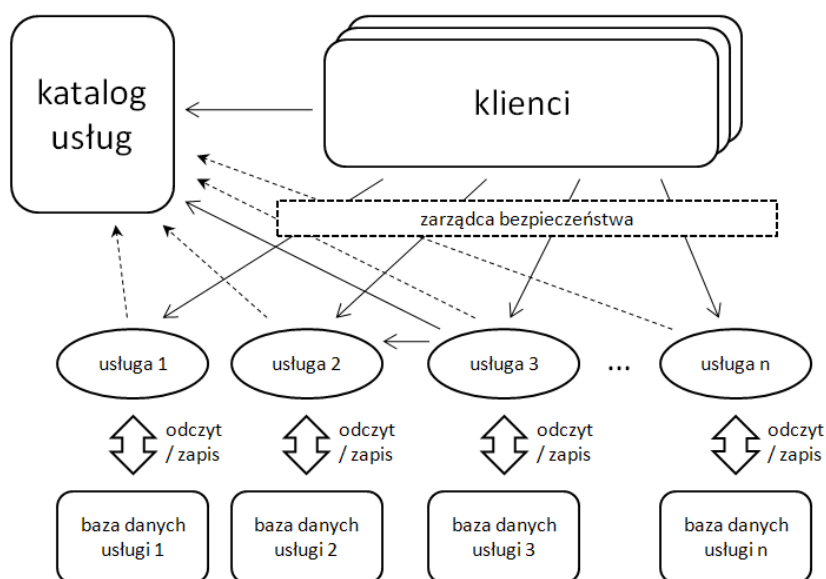 katalog
usług
klienci
zarządca bezpieczeństwa
usługa 1
usługa 2
usługa 3
...
usługa n
odczyt
/ zapis
odczyt
/ zapis
odczyt
/ zapis
odczyt
/ zapis
baza danych
usługi 1
baza danych
usługi 2
baza danych
usługi 3
baza danych
usługi n